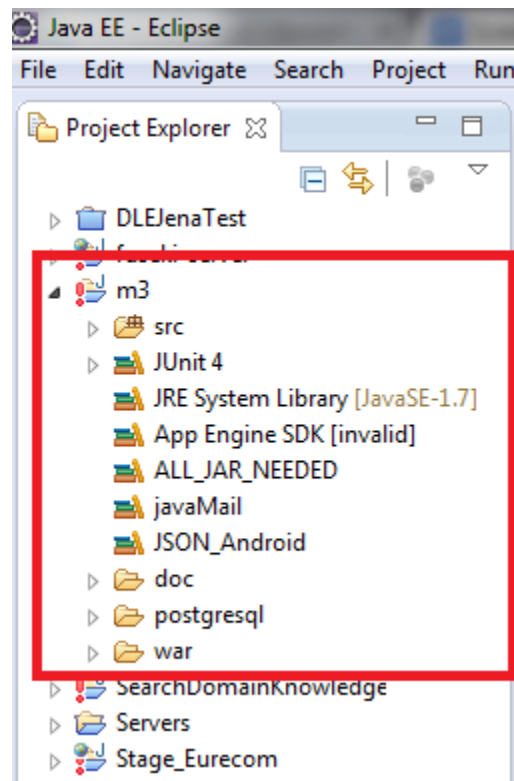 Java EE - Eclipse
File Edit Navigate Search Project Run
Project Explorer
DLEJenaTest
m3
src
JUnit 4
JRE System Library [JavaSE-1.7]
App Engine SDK [invalid]
ALL_JAR_NEEDED
javaMail
JSON_Android
doc
postgresql
war
SearchDomainKnowledge
Servers
Stage_Eurecom